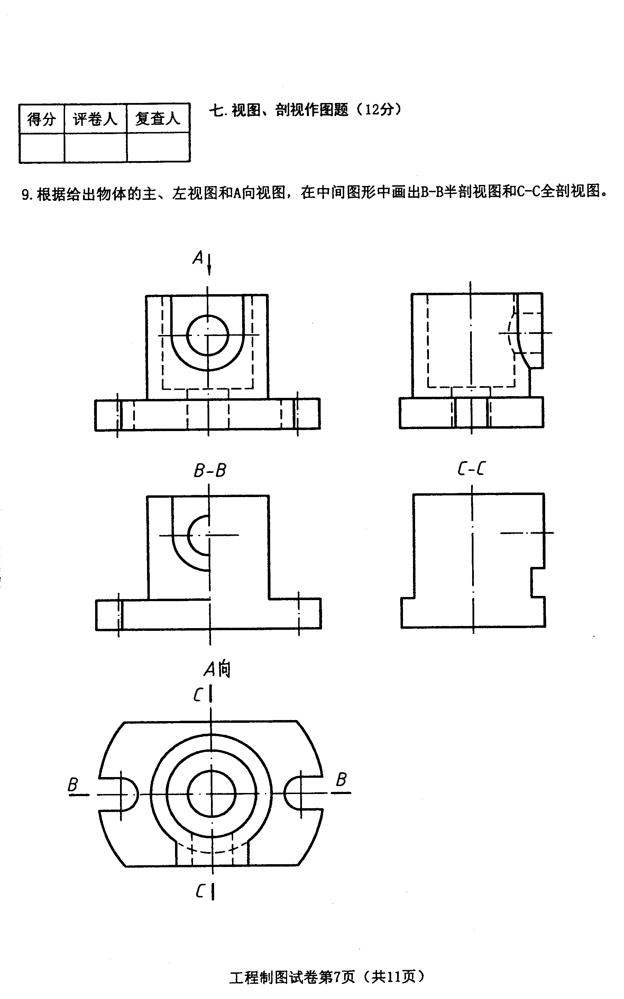 七.视图、剖视作图题（12分）
得分 评卷人 复查人
9.根据给出物体的主、左视图和A向视图，在中间图形中画出B-B半剖视图和C-C全剖视图。
A
B-B
C-C
A向
C
B
B
C
工程制图试卷第7页（共11页）